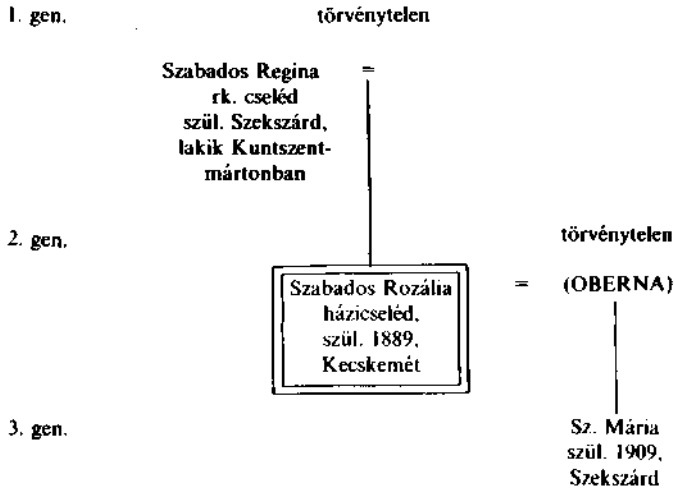 1. gen.
törvénytelen
Szabados Regina =
rk. cseléd
szül. Szekszárd,
lakik Kuntszent-
mártonban
2. gen.
törvénytelen
Szabados Rozália
házicseléd,
szül. 1889,
Kecskemét
= (OBERNA)
3. gen.
Sz. Mária
szül. 1909,
Szekszárd